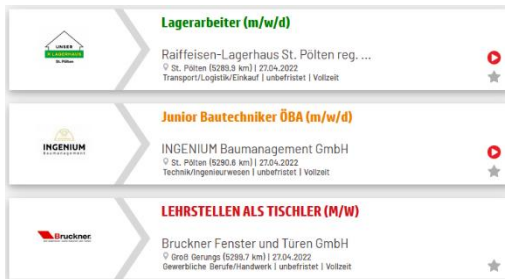 Lagerarbeiter (m/w/d)
UNSER
LAGERHAUS
St. Pölten
Raiffeisen-Lagerhaus St. Pölten reg. ...
St. Pölten (5289.9 km) | 27.04.2022
Transport/Logistik/Einkauf | unbefristet | Vollzeit
Junior Bautechniker ÖBA (m/w/d)
INGENIUM
Baumanagement
INGENIUM Baumanagement GmbH
St. Pölten (5290.6 km) | 27.04.2022
Technik/Ingenieurwesen | unbefristet | Vollzeit
LEHRSTELLEN ALS TISCHLER (M/W)
Bruckner
Bruckner Fenster und Türen GmbH
Groß Gerungs (5299.7 km) | 27.04.2022
Gewerbliche Berufe/Handwerk | unbefristet | Vollzeit